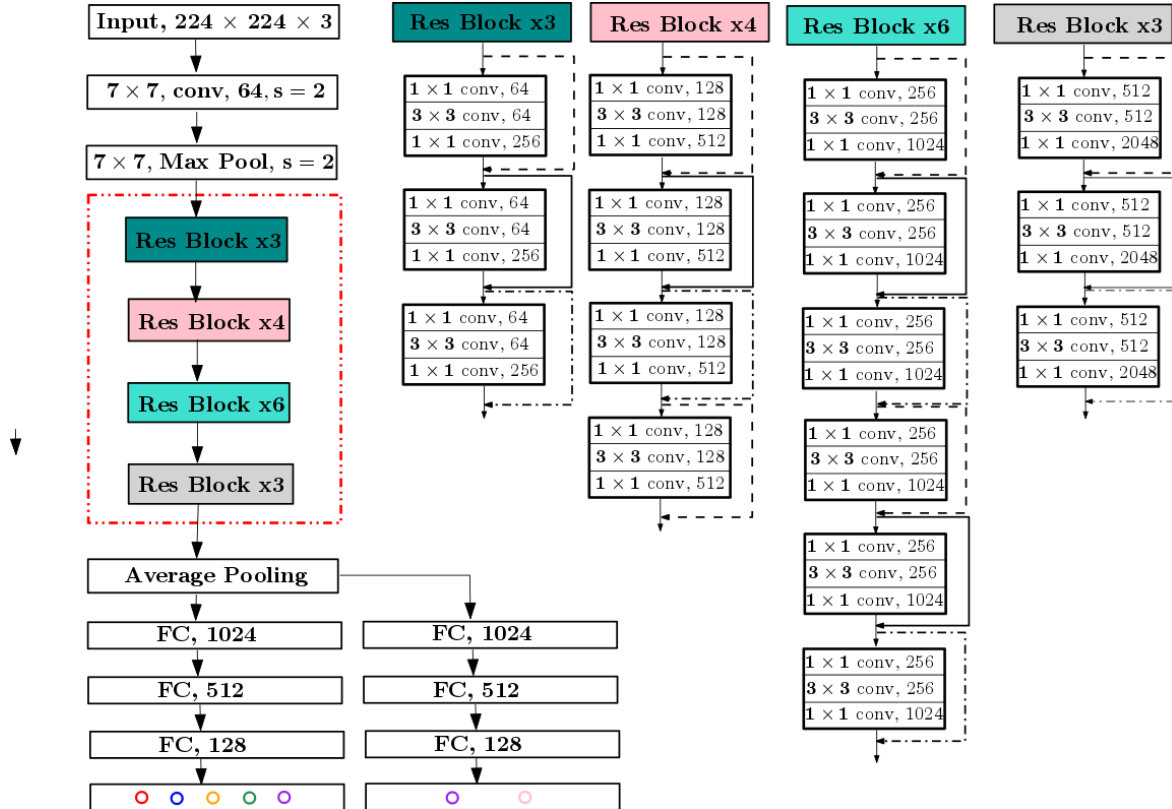 Input, 224 × 224 × 3
7 × 7, conv, 64, s = 2
7 × 7, Max Pool, s = 2
Res Block x3
Res Block x4
Res Block x6
Res Block x3
Average Pooling
FC, 1024
FC, 512
FC, 128
FC, 1024
FC, 512
FC, 128
Res Block x3
1 × 1 conv, 64
3 × 3 conv, 64
1 × 1 conv, 256
1 × 1 conv, 64
3 × 3 conv, 64
1 × 1 conv, 256
1 × 1 conv, 64
3 × 3 conv, 64
1 × 1 conv, 256
Res Block x4
1 × 1 conv, 128
3 × 3 conv, 128
1 × 1 conv, 512
1 × 1 conv, 128
3 × 3 conv, 128
1 × 1 conv, 512
1 × 1 conv, 128
3 × 3 conv, 128
1 × 1 conv, 512
1 × 1 conv, 128
3 × 3 conv, 128
1 × 1 conv, 512
Res Block x6
1 × 1 conv, 256
3 × 3 conv, 256
1 × 1 conv, 1024
1 × 1 conv, 256
3 × 3 conv, 256
1 × 1 conv, 1024
1 × 1 conv, 256
3 × 3 conv, 256
1 × 1 conv, 1024
1 × 1 conv, 256
3 × 3 conv, 256
1 × 1 conv, 1024
1 × 1 conv, 256
3 × 3 conv, 256
1 × 1 conv, 1024
1 × 1 conv, 256
3 × 3 conv, 256
1 × 1 conv, 1024
Res Block x3
1 × 1 conv, 512
3 × 3 conv, 512
1 × 1 conv, 2048
1 × 1 conv, 512
3 × 3 conv, 512
1 × 1 conv, 2048
1 × 1 conv, 512
3 × 3 conv, 512
1 × 1 conv, 2048